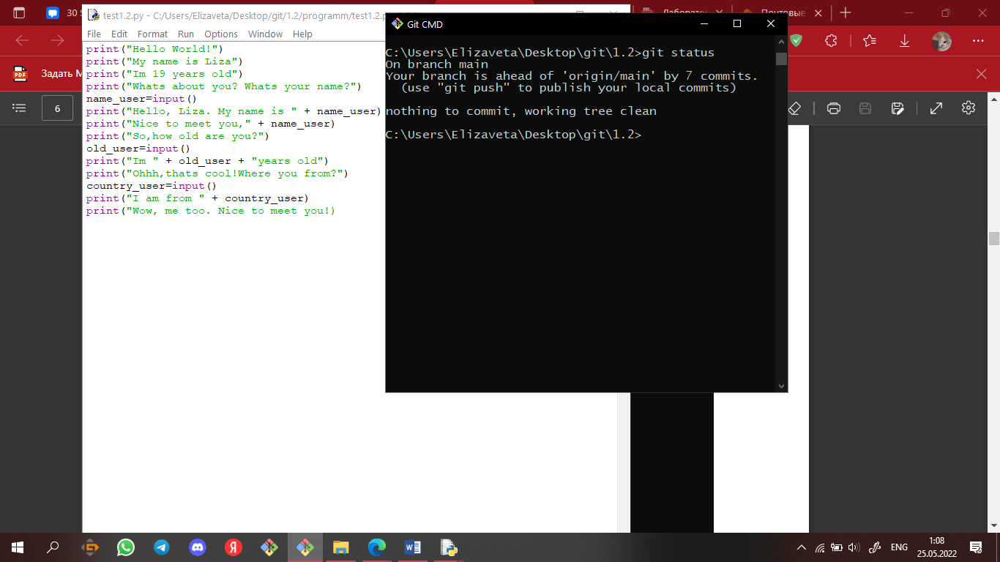 30
test1.2.py - C:/Users/Elizaveta/Desktop/git/1.2/programm/test1.2.p
File Edit Format Run Options Window Help
print("Hello World!")
print("My name is Liza")
print("Im 19 years old")
print("Whats about you? Whats your name?")
name_user=input()
print("Hello, Liza. My name is " + name_user)
print("Nice to meet you," + name_user)
print("So,how old are you?")
old_user=input()
print("Im " + old_user + "years old")
print("Ohhh,thats cool!Where you from?")
country_user=input()
print("I am from " + country_user)
print("Wow, me too. Nice to meet you!)
Git CMD
C:\Users\Elizaveta\Desktop\git\1.2>git status
On branch main
Your branch is ahead of 'origin/main' by 7 commits.
(use "git push" to publish your local commits)
nothing to commit, working tree clean
C:\Users\Elizaveta\Desktop\git\1.2>
Почтовые
PDF
Задать
6
ENG
1:08
25.05.2022